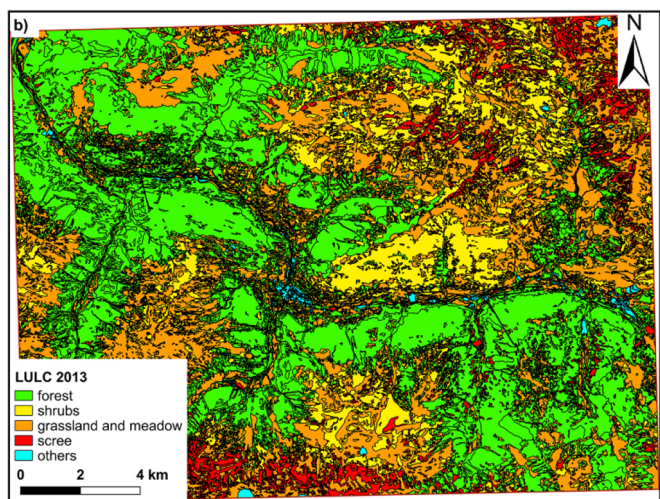 b)
N
LULC 2013
forest
shrubs
grassland and meadow
scree
others
0 2 4 km